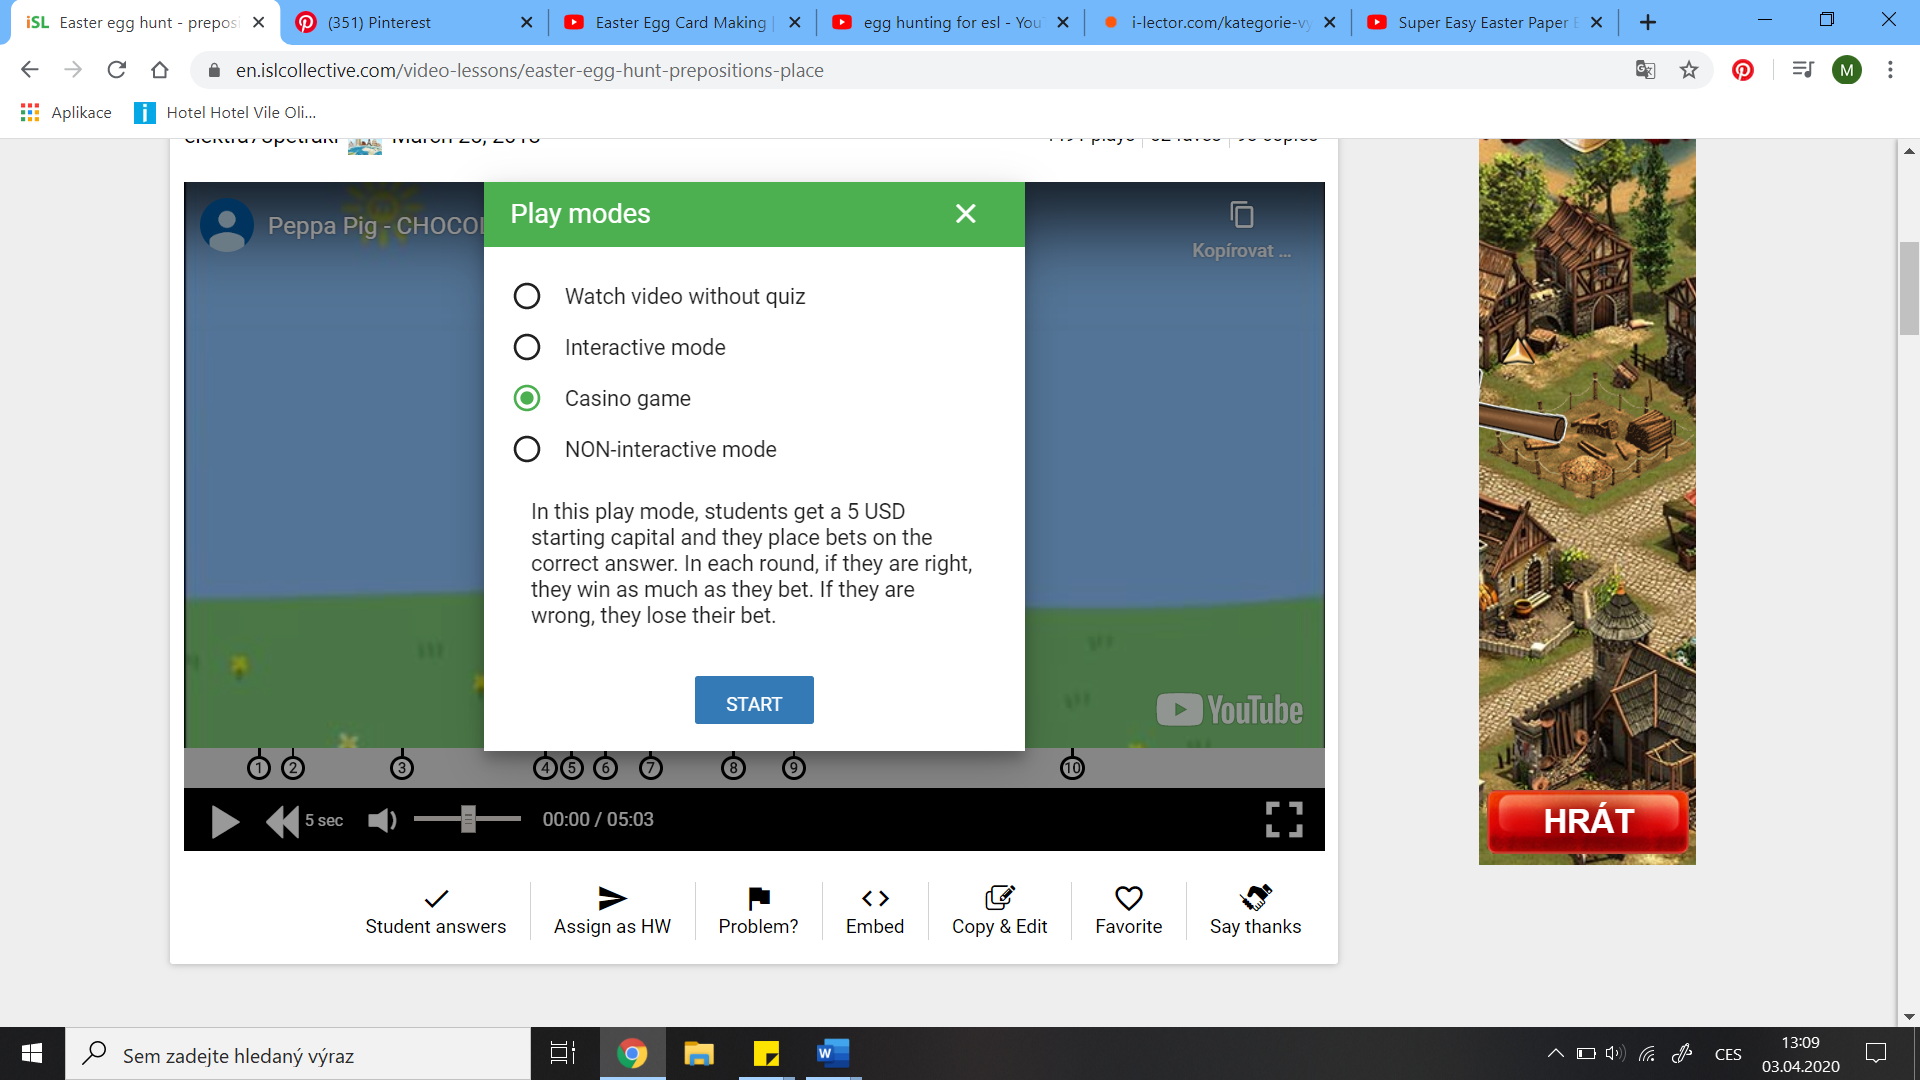 iSL Easter egg hunt - preposi
(351) Pinterest
Easter Egg Card Making |
egg hunting for esl - You
i-lector.com/kategorie-vy
Super Easy Easter Paper
en.islcollective.com/video-lessons/easter-egg-hunt-prepositions-place
M
Aplikace
Hotel Hotel Vile Oli...
March
plays
faves
copies
Peppa Pig - CHOCOL
Kopírovat ...
Play modes
Watch video without quiz
Interactive mode
Casino game
NON-interactive mode
In this play mode, students get a 5 USD
starting capital and they place bets on the
correct answer. In each round, if they are right,
they win as much as they bet. If they are
wrong, they lose their bet.
START
YouTube
1 2 3 4 5 6 7 8 9 10
5 sec
00:00 / 05:03
HRÁT
Student answers
Assign as HW
Problem?
Embed
Copy & Edit
Favorite
Say thanks
Sem zadejte hledaný výraz
W
CES
13:09
03.04.2020